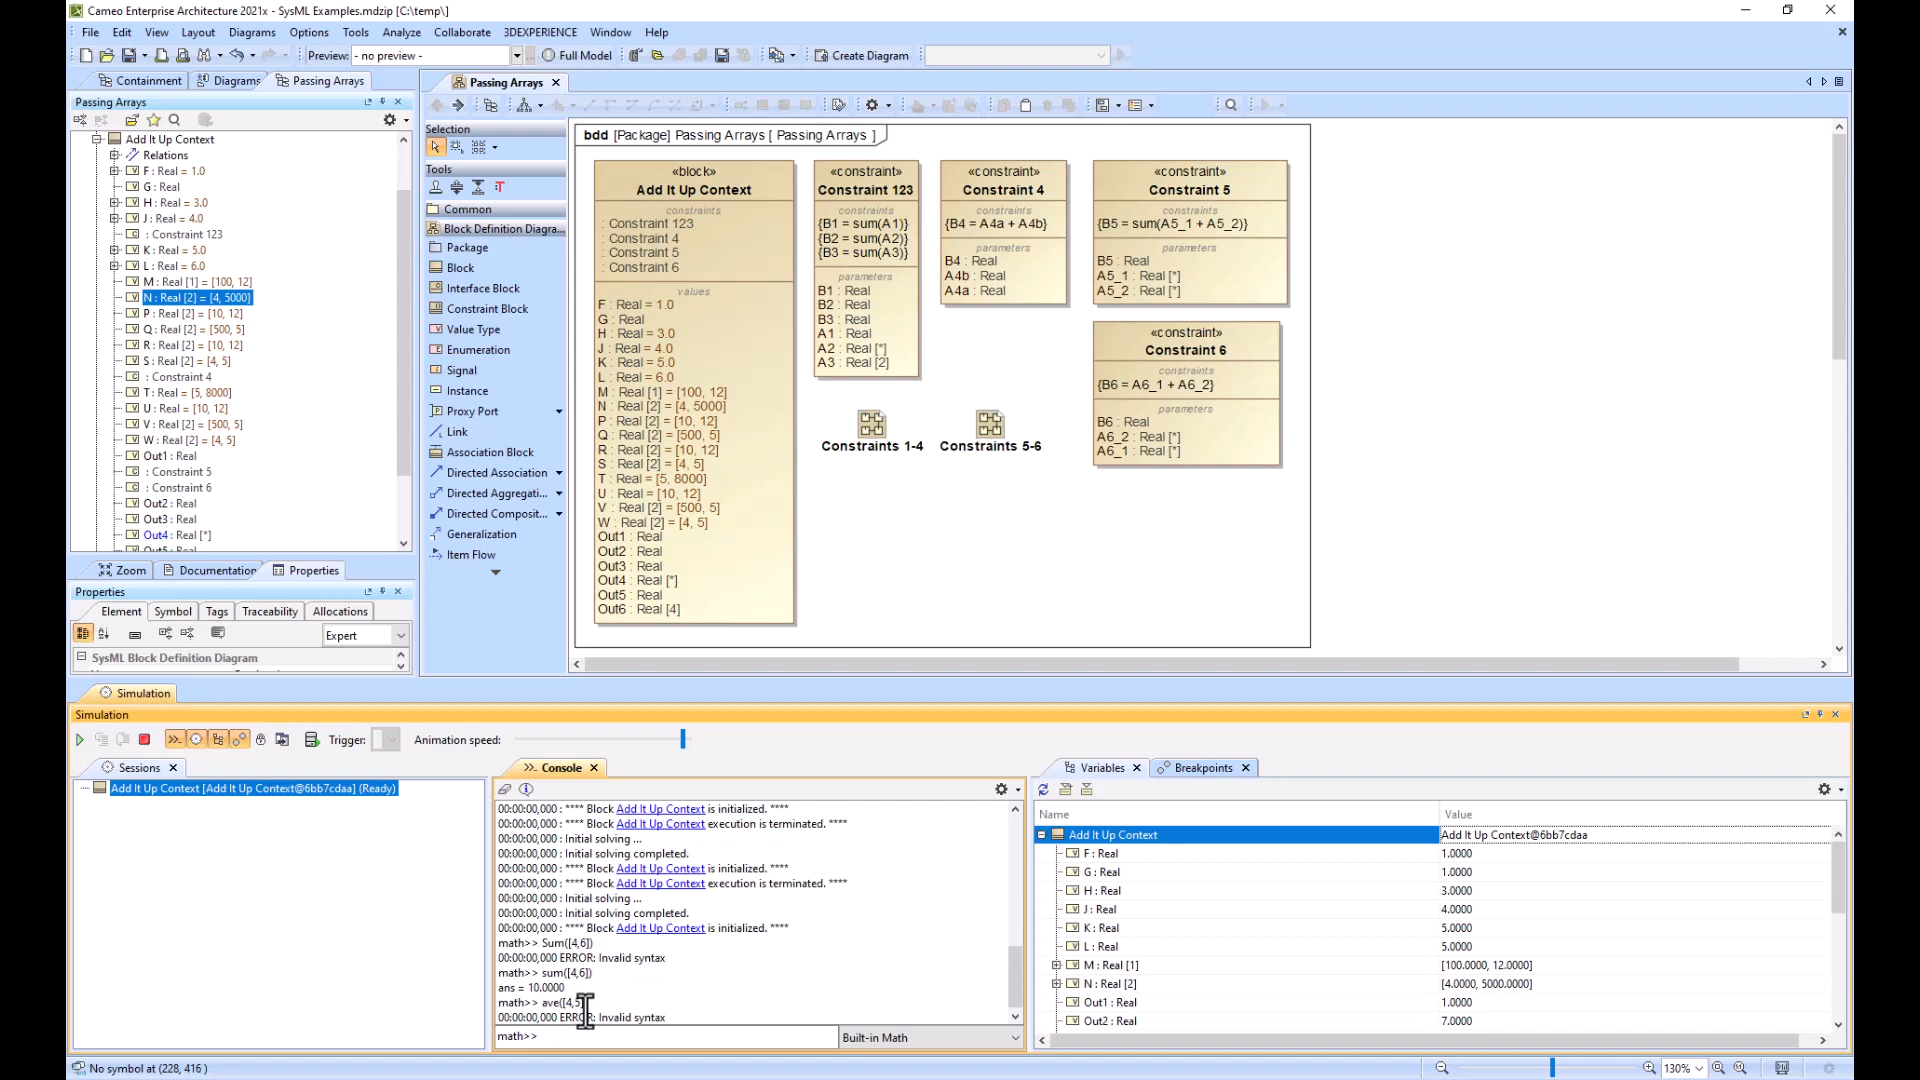 Cameo Enterprise Architecture 2021x - SysML Examples.mdzip [C:\temp\]
File Edit View Layout Diagrams Options Tools Analyze Collaborate 3DEXPERIENCE Window Help
Preview: - no preview - Full Model Create Diagram
Containment Diagrams Passing Arrays
Passing Arrays
Add It Up Context
Relations
F : Real = 1.0
G : Real
H : Real = 3.0
J : Real = 4.0
: Constraint 123
K : Real = 5.0
L : Real = 6.0
M : Real [1] = [100, 12]
N : Real [2] = [4, 5000]
P : Real [2] = [10, 12]
Q : Real [2] = [500, 5]
R : Real [2] = [10, 12]
S : Real [2] = [4, 5]
: Constraint 4
T : Real = [5, 8000]
U : Real = [10, 12]
V : Real [2] = [500, 5]
W : Real [2] = [4, 5]
Out1 : Real
: Constraint 5
: Constraint 6
Out2 : Real
Out3 : Real
Out4 : Real [*]
Out5 : Real
Zoom Documentation Properties
Properties
Element Symbol Tags Traceability Allocations
Expert
SysML Block Definition Diagram
Passing Arrays
Selection
Tools
Common
Block Definition Diagra...
Package
Block
Interface Block
Constraint Block
Value Type
Enumeration
Signal
Instance
Proxy Port
Link
Association Block
Directed Association
Directed Aggregati...
Directed Composit...
Generalization
Item Flow
bdd [Package] Passing Arrays [ Passing Arrays ]
«block»
Add It Up Context
constraints
: Constraint 123
: Constraint 4
: Constraint 5
: Constraint 6
values
F : Real = 1.0
G : Real
H : Real = 3.0
J : Real = 4.0
K : Real = 5.0
L : Real = 6.0
M : Real [1] = [100, 12]
N : Real [2] = [4, 5000]
P : Real [2] = [10, 12]
Q : Real [2] = [500, 5]
R : Real [2] = [10, 12]
S : Real [2] = [4, 5]
T : Real = [5, 8000]
U : Real = [10, 12]
V : Real [2] = [500, 5]
W : Real [2] = [4, 5]
Out1 : Real
Out2 : Real
Out3 : Real
Out4 : Real [*]
Out5 : Real
Out6 : Real [4]
«constraint»
Constraint 123
constraints
{B1 = sum(A1)}
{B2 = sum(A2)}
{B3 = sum(A3)}
parameters
B1 : Real
B2 : Real
B3 : Real
A1 : Real
A2 : Real [*]
A3 : Real [2]
«constraint»
Constraint 4
constraints
{B4 = A4a + A4b}
parameters
B4 : Real
A4b : Real
A4a : Real
«constraint»
Constraint 5
constraints
{B5 = sum(A5_1 + A5_2)}
parameters
B5 : Real
A5_1 : Real [*]
A5_2 : Real [*]
«constraint»
Constraint 6
constraints
{B6 = A6_1 + A6_2}
parameters
B6 : Real
A6_2 : Real [*]
A6_1 : Real [*]
Constraints 1-4
Constraints 5-6
Simulation
Simulation
Trigger: Animation speed:
Sessions
Add It Up Context [Add It Up Context@6bb7cdaa] (Ready)
Console
00:00:00,000 : **** Block Add It Up Context is initialized. ****
00:00:00,000 : **** Block Add It Up Context execution is terminated. ****
00:00:00,000 : Initial solving ...
00:00:00,000 : Initial solving completed.
00:00:00,000 : **** Block Add It Up Context is initialized. ****
00:00:00,000 : **** Block Add It Up Context execution is terminated. ****
00:00:00,000 : Initial solving ...
00:00:00,000 : Initial solving completed.
00:00:00,000 : **** Block Add It Up Context is initialized. ****
math>> Sum([4,6])
00:00:00,000 ERROR: Invalid syntax
math>> sum([4,6])
ans = 10.0000
math>> ave([4,5
00:00:00,000 ERROR: Invalid syntax
math>>
Built-in Math
Variables Breakpoints
Name Value
Add It Up Context Add It Up Context@6bb7cdaa
F : Real 1.0000
G : Real 1.0000
H : Real 3.0000
J : Real 4.0000
K : Real 5.0000
L : Real 5.0000
M : Real [1] [100.0000, 12.0000]
N : Real [2] [4.0000, 5000.0000]
Out1 : Real 1.0000
Out2 : Real 7.0000
No symbol at (228, 416 )
130%